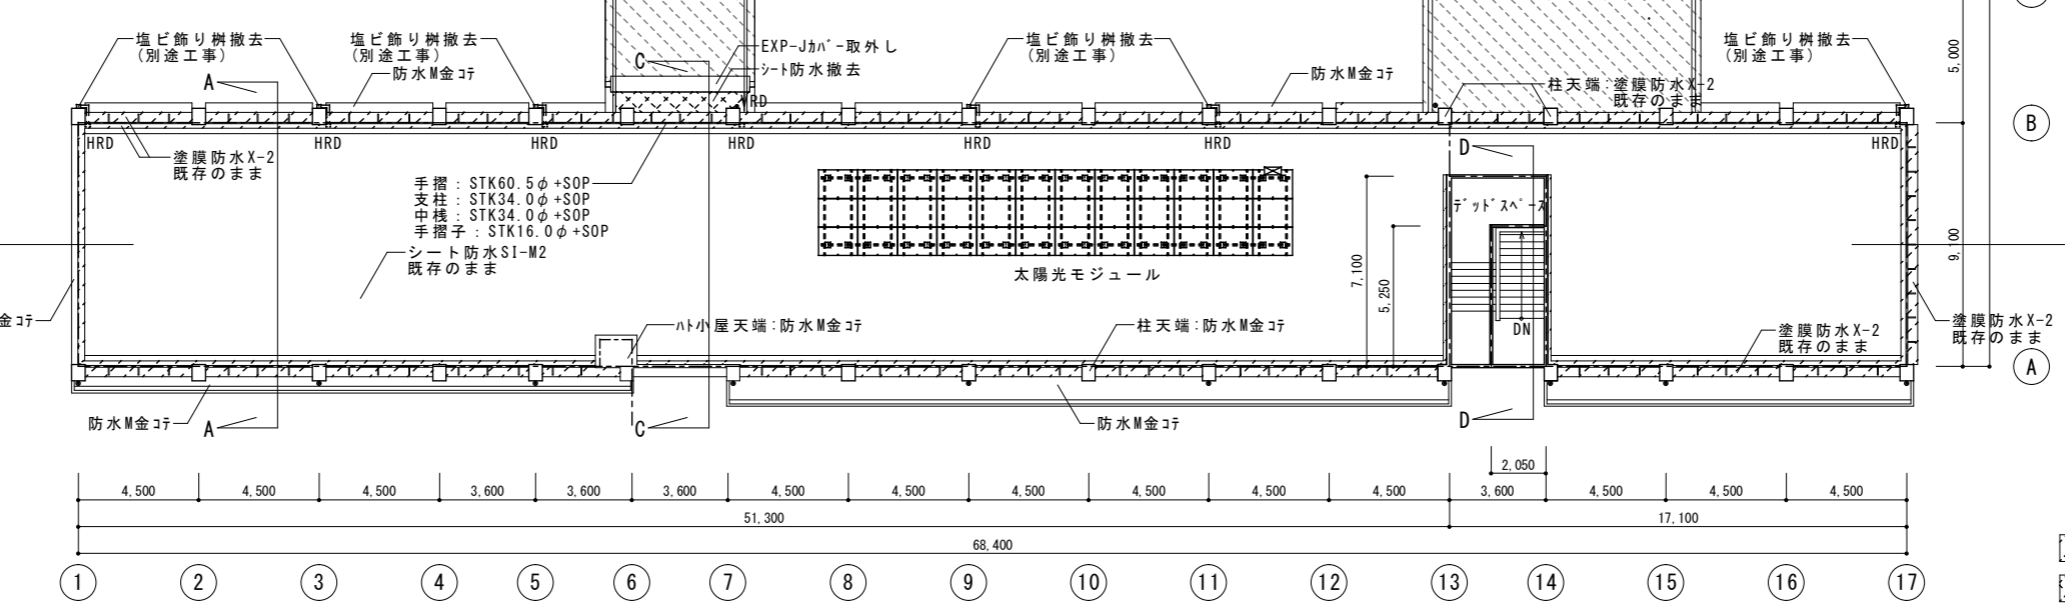 塩ビ飾り桝撤去
(別途工事)
塩ビ飾り桝撤去
(別途工事)
防水M金コテ
A
C
EXP-Jカバー取外し
シート防水撤去
HRD
塩ビ飾り桝撤去
(別途工事)
防水M金コテ
柱天端:塗膜防水X-2
既存のまま
塩ビ飾り桝撤去
(別途工事)
5,000
B
HRD
HRD
HRD
HRD
HRD
HRD
HRD
D
塗膜防水X-2
既存のまま
手摺:STK60.5φ+SOP
支柱:STK34.0φ+SOP
中桟:STK34.0φ+SOP
手摺子:STK16.0φ+SOP
シート防水SI-M2
既存のまま
太陽光モジュール
デッドスペース
7,100
5,250
9,100
DN
金コテ
ハト小屋天端:防水M金コテ
柱天端:防水M金コテ
塗膜防水X-2
既存のまま
塗膜防水X-2
既存のまま
A
防水M金コテ
A
C
防水M金コテ
D
2,050
4,500
4,500
4,500
3,600
3,600
3,600
4,500
4,500
4,500
4,500
4,500
4,500
3,600
4,500
4,500
4,500
51,300
17,100
68,400
1
2
3
4
5
6
7
8
9
10
11
12
13
14
15
16
17